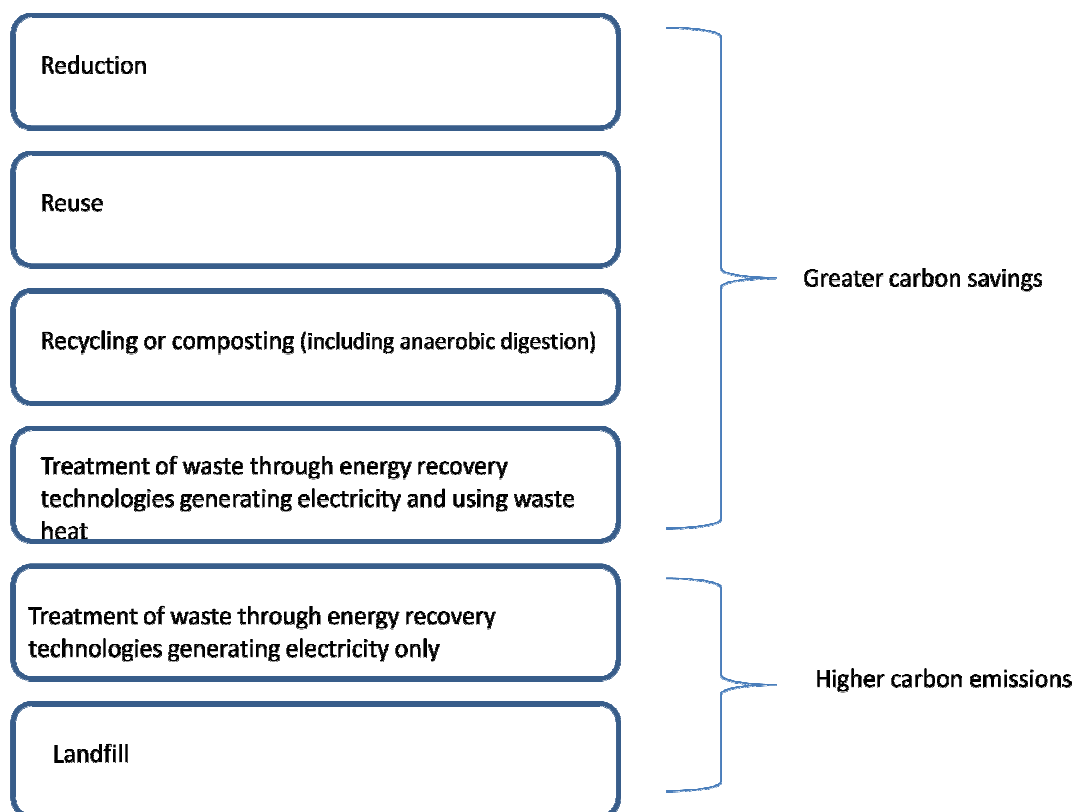 Reduction
Reuse
Greater carbon savings
Recycling or composting (including anaerobic digestion)
Treatment of waste through energy recovery
technologies generating electricity and using waste
heat
Treatment of waste through energy recovery
technologies generating electricity only
Higher carbon emissions
Landfill